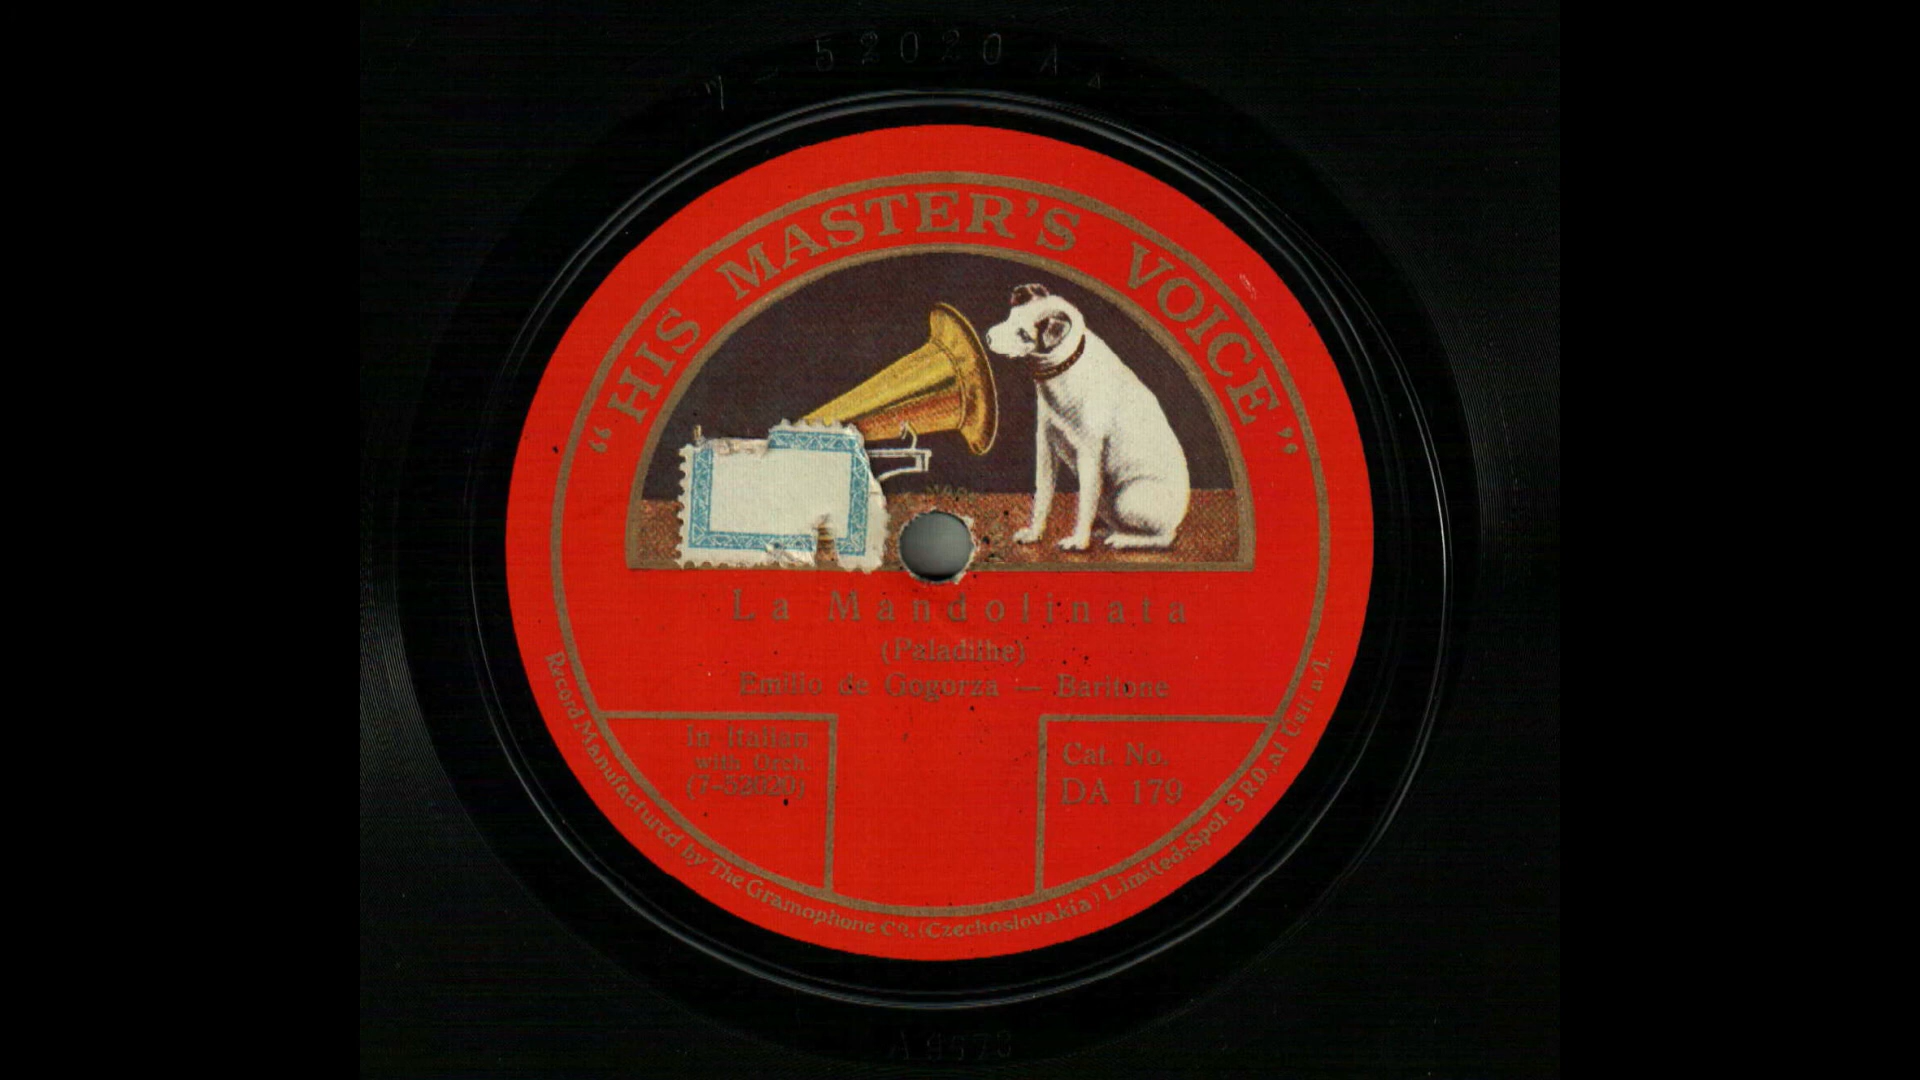 7-52020
"HIS MASTER'S VOICE"
La Mandolinata
(Paladilhe)
Emilio de Gogorza — Baritone
In Italian
with Orch.
(7-52020)
Cat. No.
DA 179
Record Manufactured by The Gramophone Co. (Czechoslovakia) Limited-Spol. S R.O. at Usti n/L.